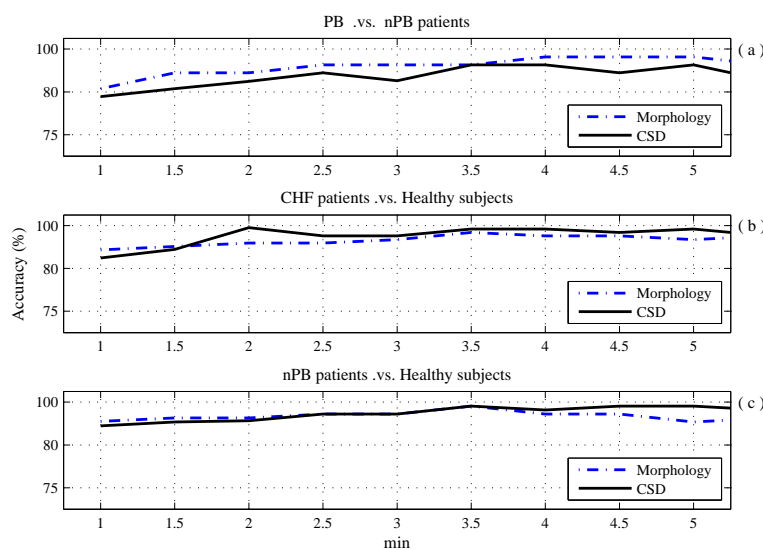 PB .vs. nPB patients
( a )
100
80
75
Morphology
CSD
1 1.5 2 2.5 3 3.5 4 4.5 5
CHF patients .vs. Healthy subjects
( b )
Accuracy (%)
100
80
75
Morphology
CSD
1 1.5 2 2.5 3 3.5 4 4.5 5
nPB patients .vs. Healthy subjects
( c )
100
80
75
Morphology
CSD
1 1.5 2 2.5 3 3.5 4 4.5 5
min